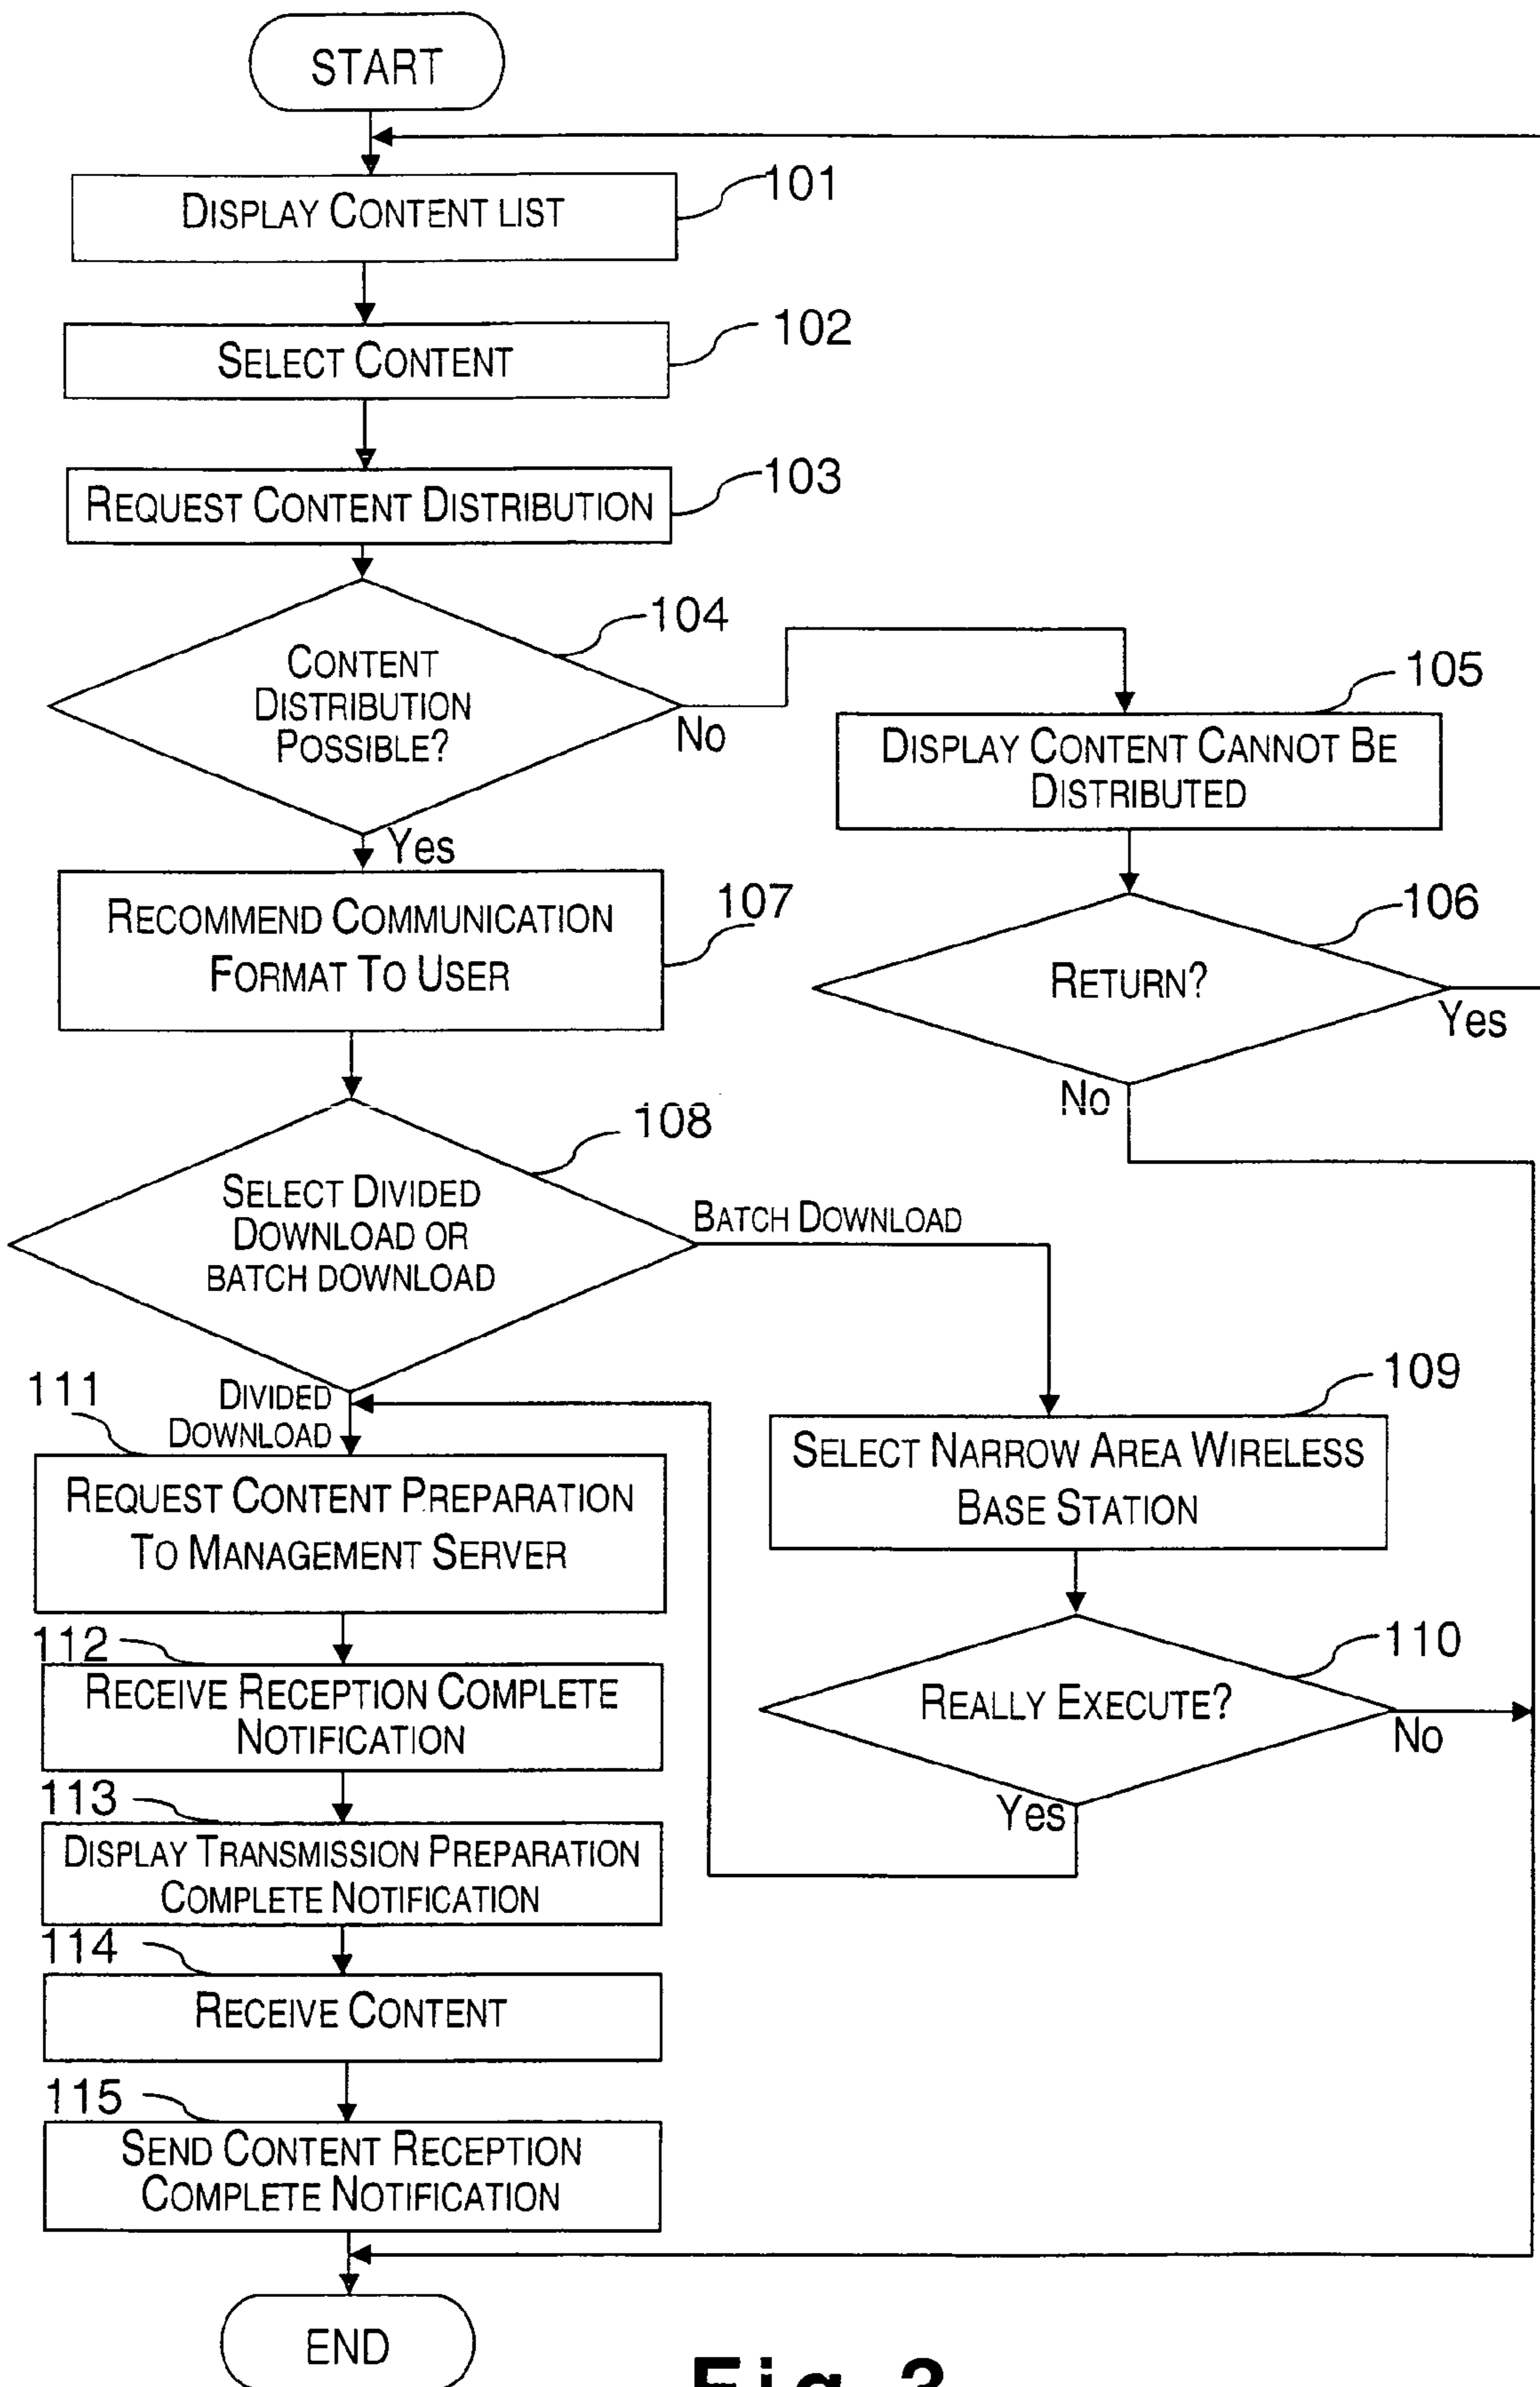 START
101
DISPLAY CONTENT LIST
102
SELECT CONTENT
103
REQUEST CONTENT DISTRIBUTION
104
CONTENT
DISTRIBUTION
POSSIBLE?
No
Yes
105
DISPLAY CONTENT CANNOT BE
DISTRIBUTED
106
RETURN?
Yes
No
107
RECOMMEND COMMUNICATION
FORMAT TO USER
108
SELECT DIVIDED
DOWNLOAD OR
BATCH DOWNLOAD
BATCH DOWNLOAD
DIVIDED
DOWNLOAD
109
SELECT NARROW AREA WIRELESS
BASE STATION
110
REALLY EXECUTE?
No
Yes
111
REQUEST CONTENT PREPARATION
TO MANAGEMENT SERVER
112
RECEIVE RECEPTION COMPLETE
NOTIFICATION
113
DISPLAY TRANSMISSION PREPARATION
COMPLETE NOTIFICATION
114
RECEIVE CONTENT
115
SEND CONTENT RECEPTION
COMPLETE NOTIFICATION
END